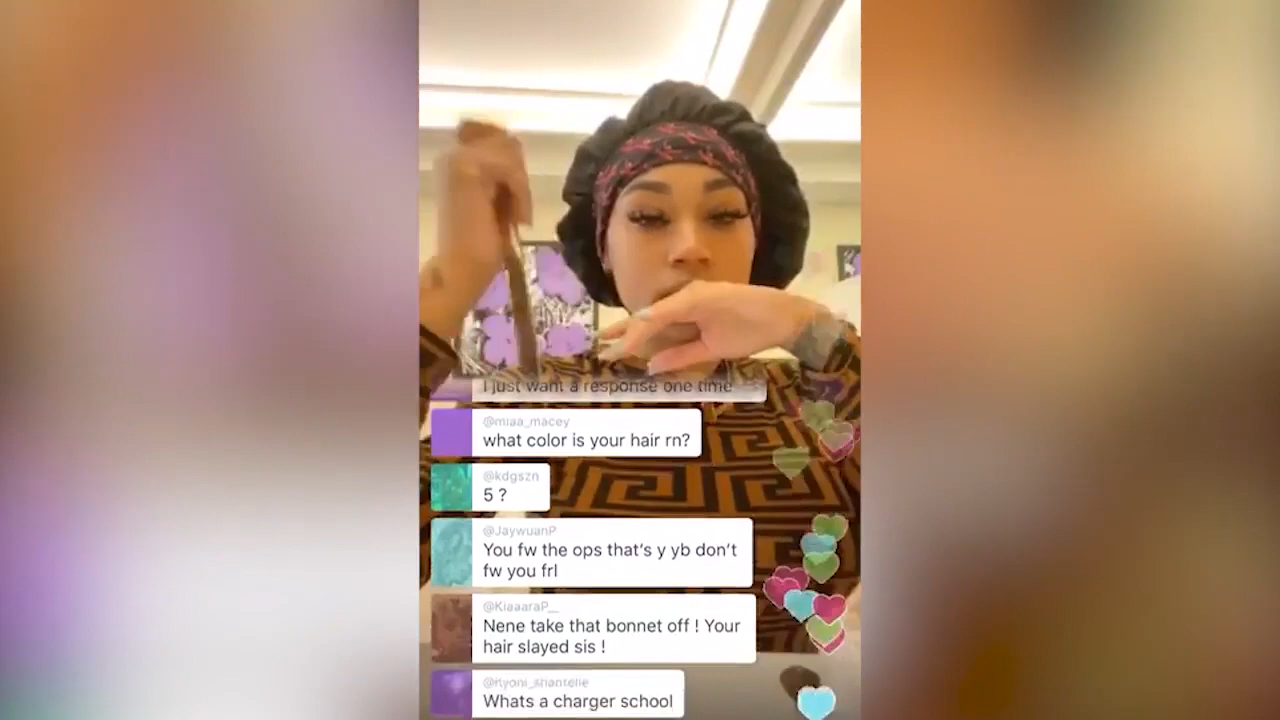 I just want a response one time
@miaa_macey
what color is your hair rn?
@kdgszn
5 ?
@JaywuanP
You fw the ops that's y yb don't
fw you frl
@KiaaaraP__
Nene take that bonnet off ! Your
hair slayed sis !
Whats a charger school